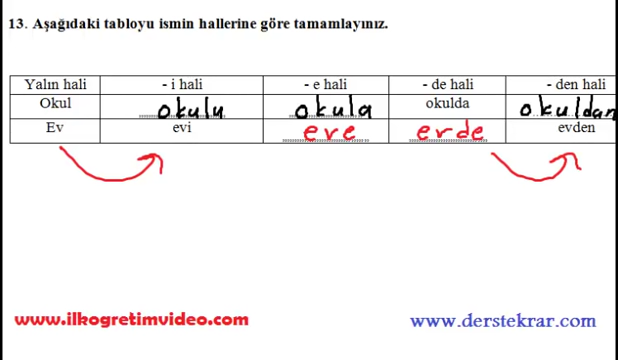 13. Aşağıdaki tabloyu ismin hallerine göre tamamlayınız.
Yalın hali - i hali - e hali - de hali - den hali
Okul okulu okula okulda okuldan
Ev evi eve evde evden
www.ilkogretimvideo.com www.derstekrar.com